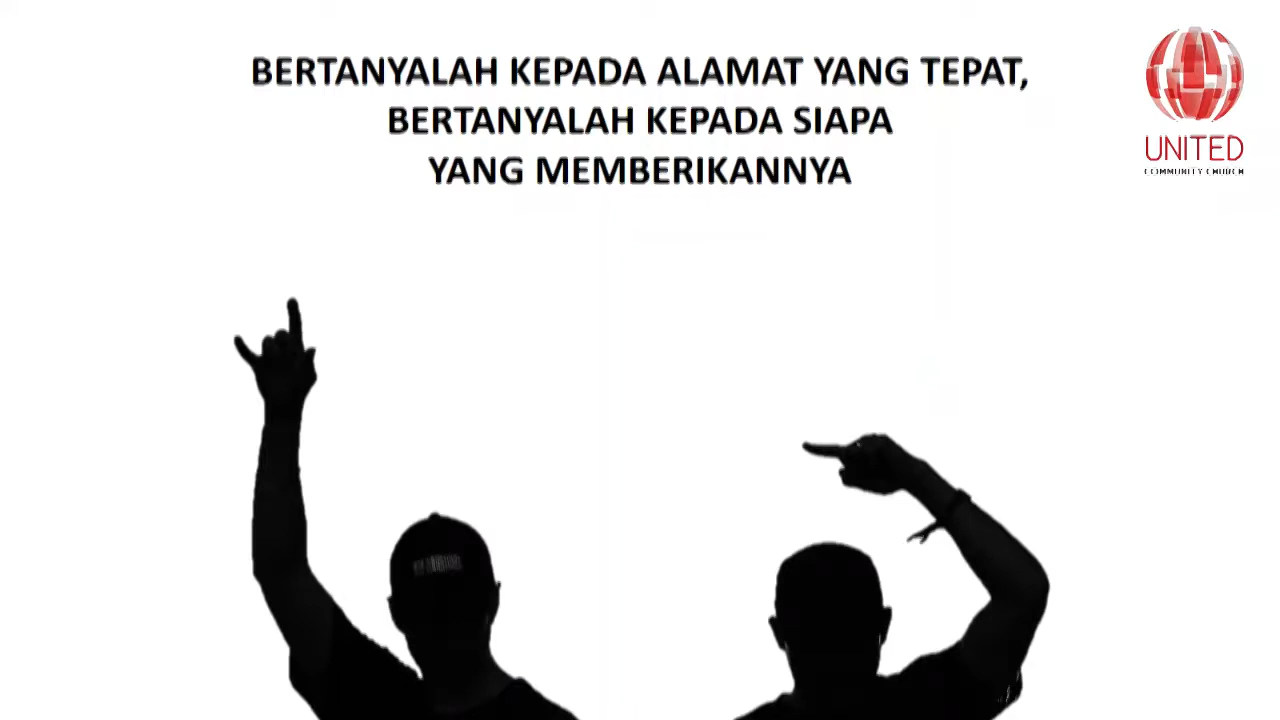 BERTANYALAH KEPADA ALAMAT YANG TEPAT,
BERTANYALAH KEPADA SIAPA
YANG MEMBERIKANNYA
UNITED
COMMUNITY CHURCH